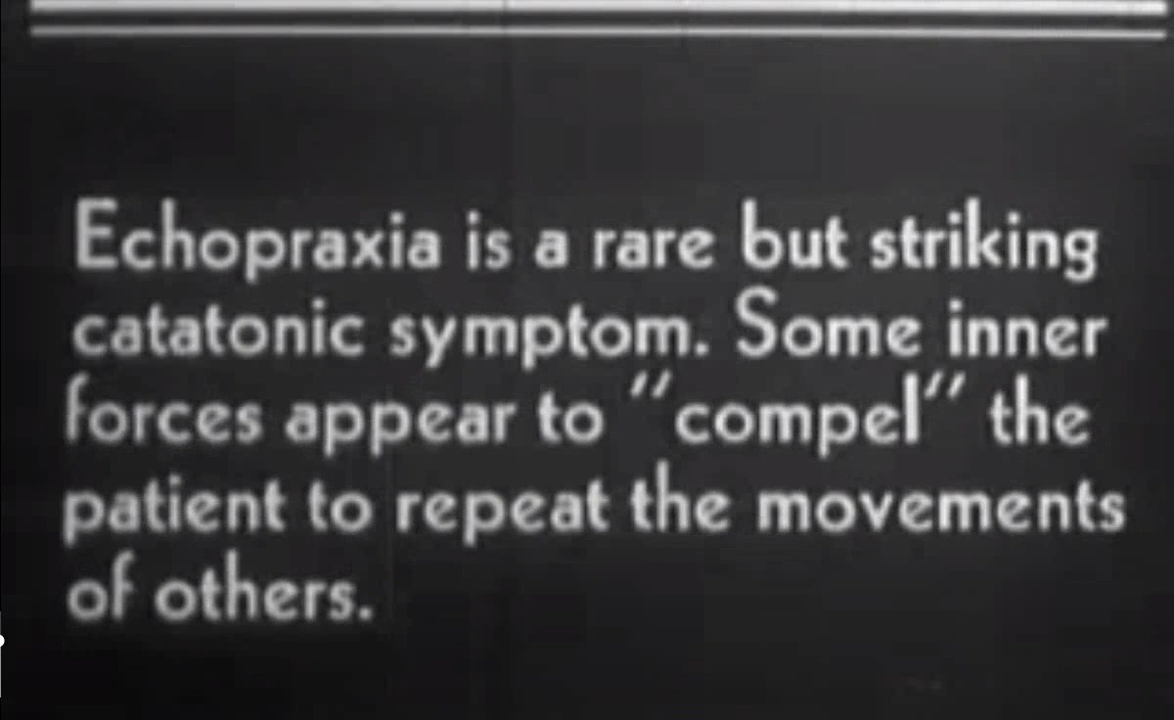 Echopraxia is a rare but striking
catatonic symptom. Some inner
forces appear to "compel" the
patient to repeat the movements
of others.